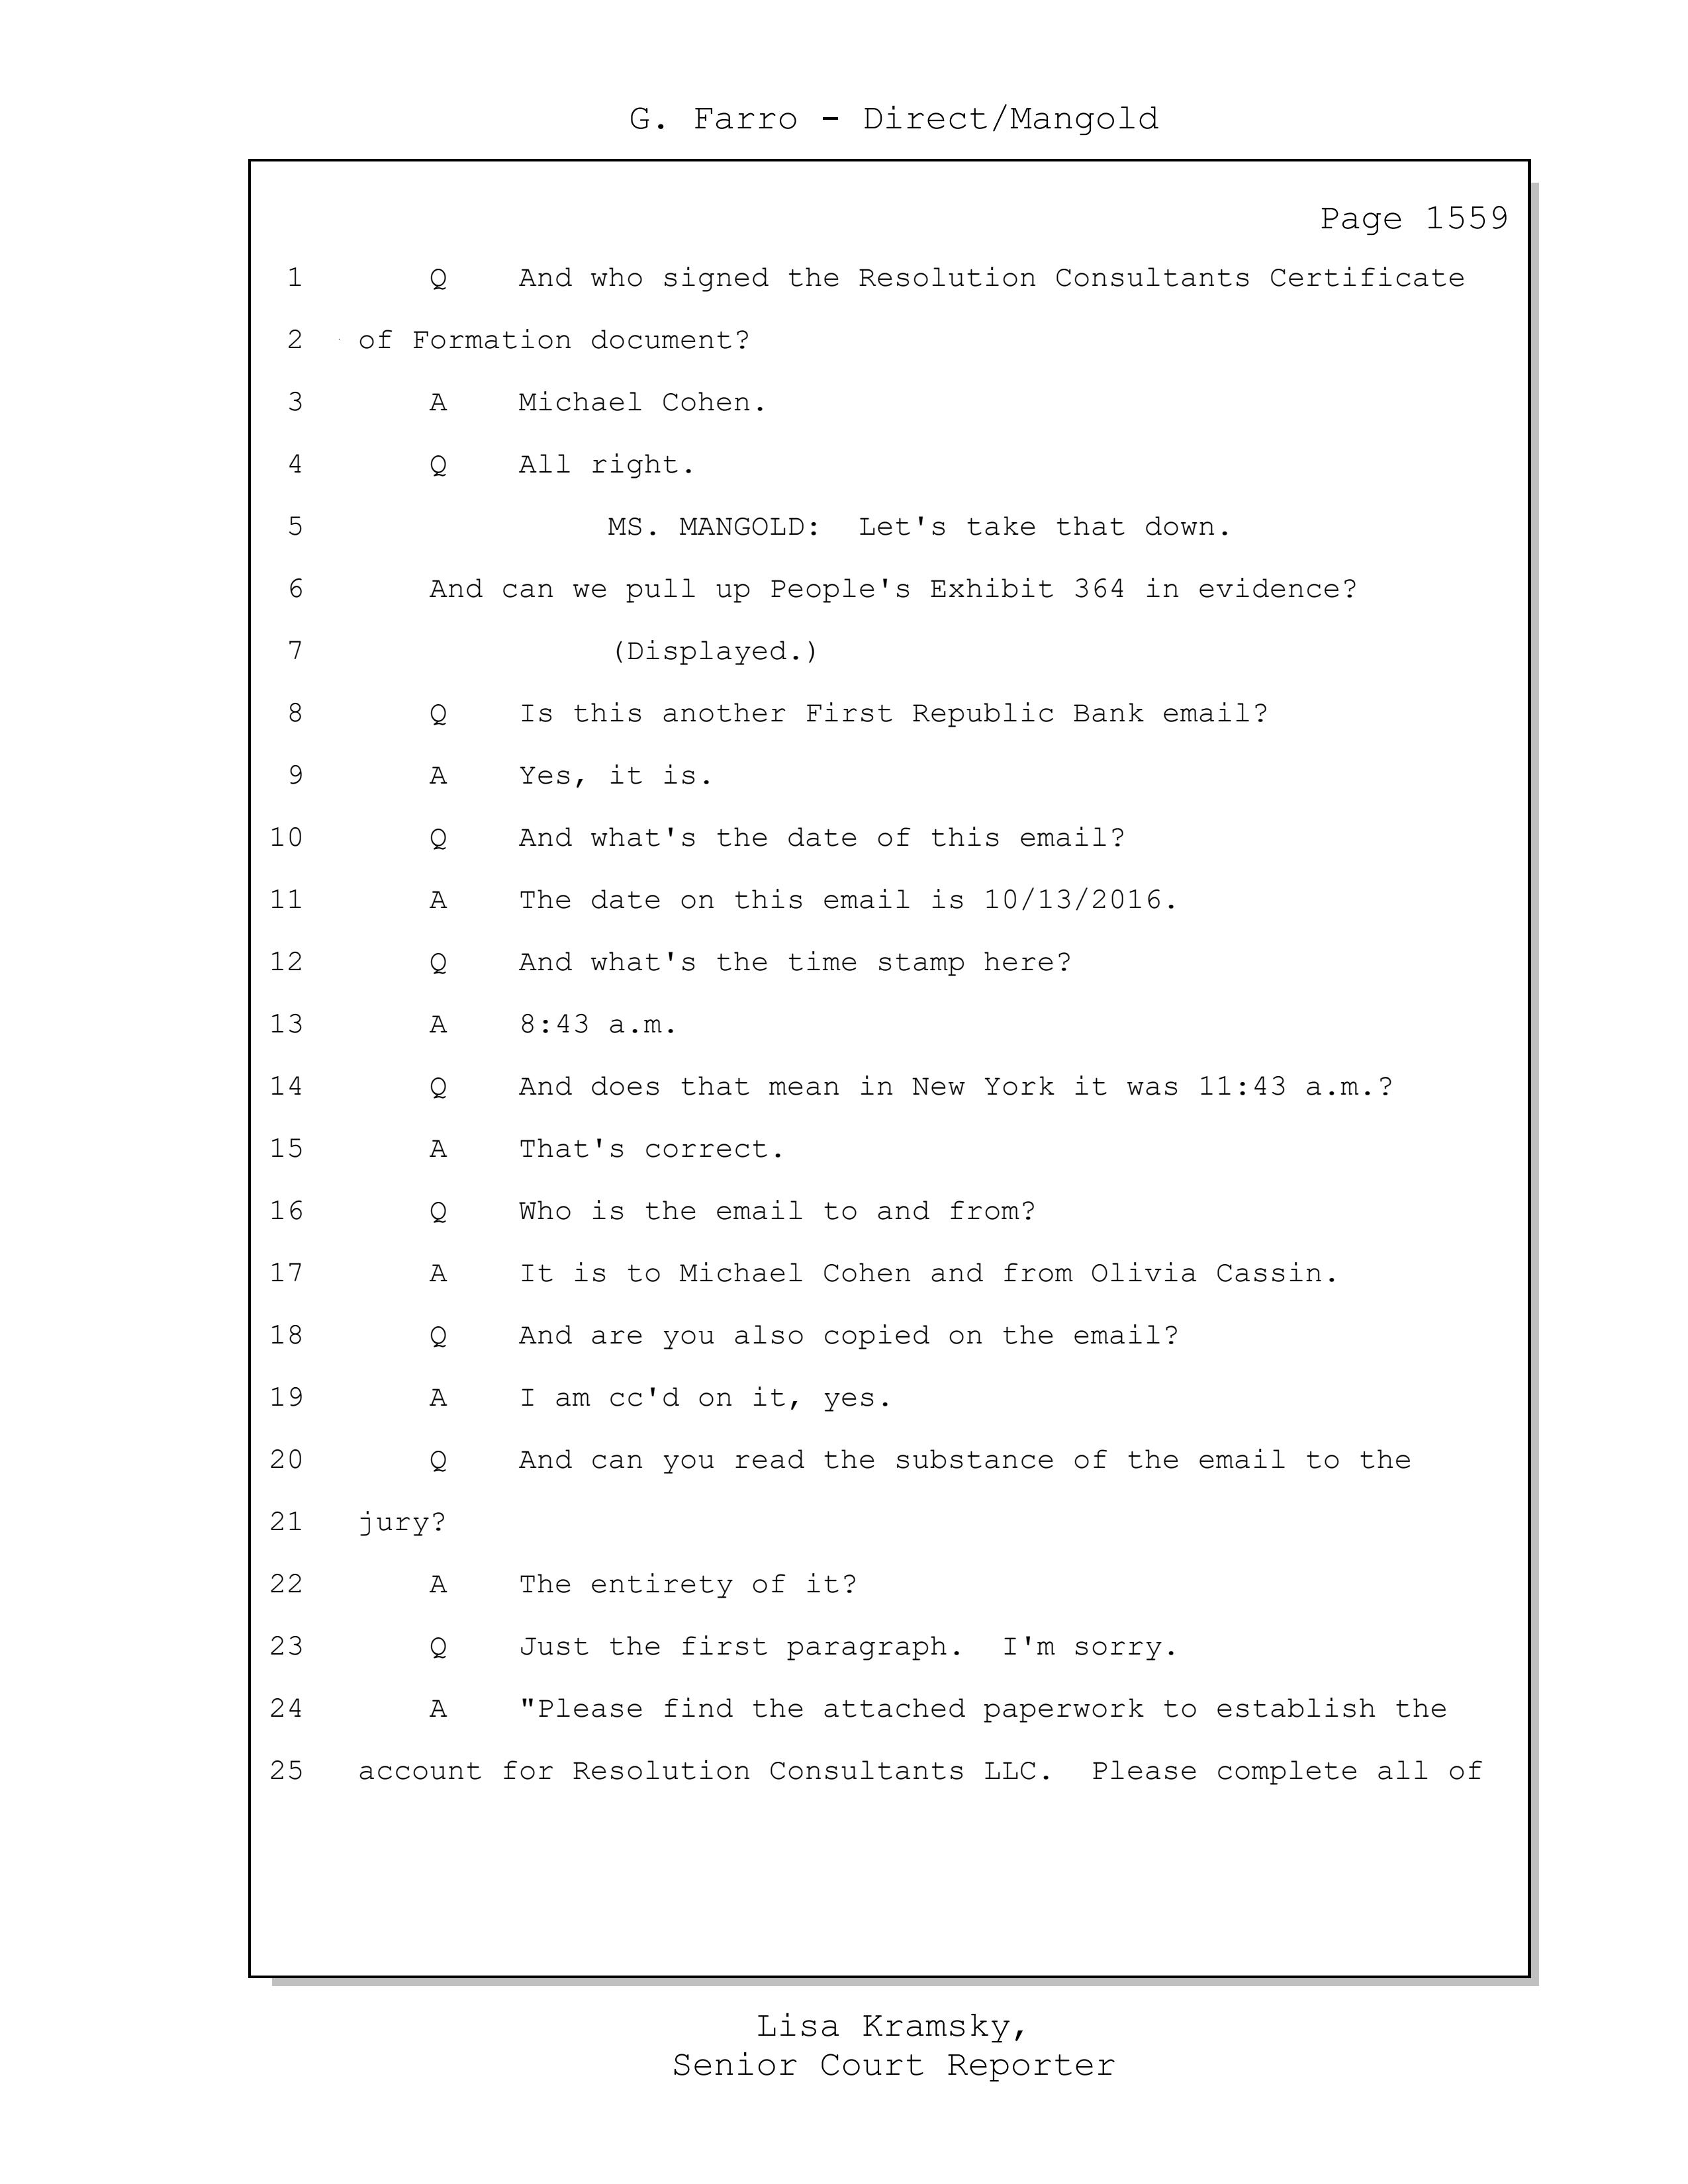 G. Farro - Direct/Mangold
Page 1559
1 Q And who signed the Resolution Consultants Certificate
2 of Formation document?
3 A Michael Cohen.
4 Q All right.
5 MS. MANGOLD: Let's take that down.
6 And can we pull up People's Exhibit 364 in evidence?
7 (Displayed.)
8 Q Is this another First Republic Bank email?
9 A Yes, it is.
10 Q And what's the date of this email?
11 A The date on this email is 10/13/2016.
12 Q And what's the time stamp here?
13 A 8:43 a.m.
14 Q And does that mean in New York it was 11:43 a.m.?
15 A That's correct.
16 Q Who is the email to and from?
17 A It is to Michael Cohen and from Olivia Cassin.
18 Q And are you also copied on the email?
19 A I am cc'd on it, yes.
20 Q And can you read the substance of the email to the
21 jury?
22 A The entirety of it?
23 Q Just the first paragraph. I'm sorry.
24 A "Please find the attached paperwork to establish the
25 account for Resolution Consultants LLC. Please complete all of
Lisa Kramsky,
Senior Court Reporter